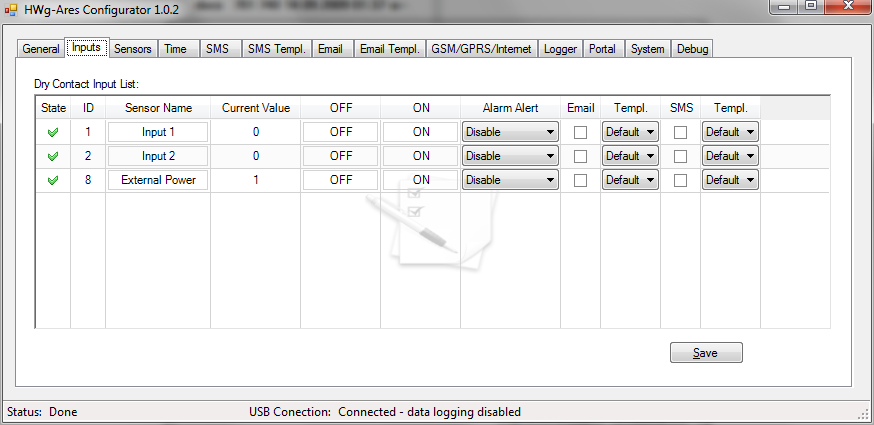 HWg-Ares Configurator 1.0.2
General Inputs Sensors Time SMS SMS Templ. Email Email Templ. GSM/GPRS/Internet Logger Portal System Debug
Dry Contact Input List:
State ID Sensor Name Current Value OFF ON Alarm Alert Email Templ. SMS Templ.
1 Input 1 0 OFF ON Disable Default Default
2 Input 2 0 OFF ON Disable Default Default
8 External Power 1 OFF ON Disable Default Default
Save
Status: Done USB Conection: Connected - data logging disabled